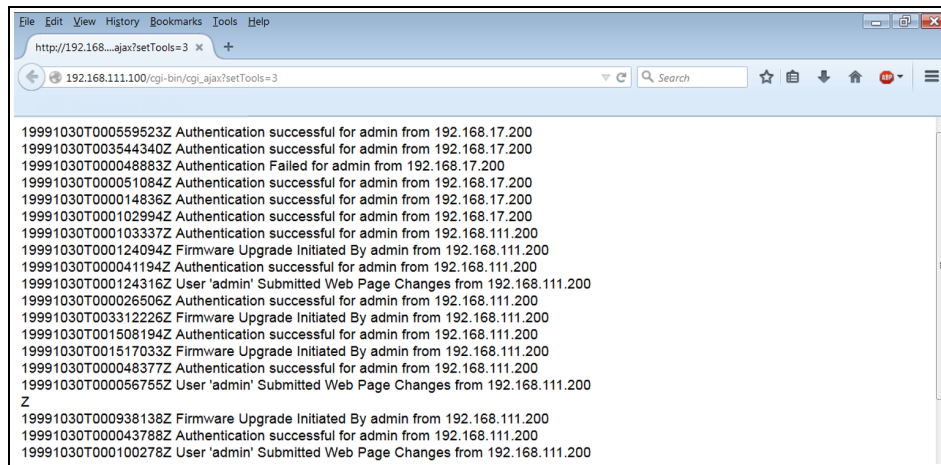 File Edit View History Bookmarks Tools Help
http://192.168....ajax?setTools=3 × +
192.168.111.100/cgi-bin/cgi_ajax?setTools=3 Search ABP
19991030T000559523Z Authentication successful for admin from 192.168.17.200
19991030T003544340Z Authentication successful for admin from 192.168.17.200
19991030T000048883Z Authentication Failed for admin from 192.168.17.200
19991030T000051084Z Authentication successful for admin from 192.168.17.200
19991030T000014836Z Authentication successful for admin from 192.168.17.200
19991030T000102994Z Authentication successful for admin from 192.168.17.200
19991030T000103337Z Authentication successful for admin from 192.168.111.200
19991030T000124094Z Firmware Upgrade Initiated By admin from 192.168.111.200
19991030T000041194Z Authentication successful for admin from 192.168.111.200
19991030T000124316Z User 'admin' Submitted Web Page Changes from 192.168.111.200
19991030T000026506Z Authentication successful for admin from 192.168.111.200
19991030T003312226Z Firmware Upgrade Initiated By admin from 192.168.111.200
19991030T001508194Z Authentication successful for admin from 192.168.111.200
19991030T001517033Z Firmware Upgrade Initiated By admin from 192.168.111.200
19991030T000048377Z Authentication successful for admin from 192.168.111.200
19991030T000056755Z User 'admin' Submitted Web Page Changes from 192.168.111.200
Z
19991030T000938138Z Firmware Upgrade Initiated By admin from 192.168.111.200
19991030T000043788Z Authentication successful for admin from 192.168.111.200
19991030T000100278Z User 'admin' Submitted Web Page Changes from 192.168.111.200